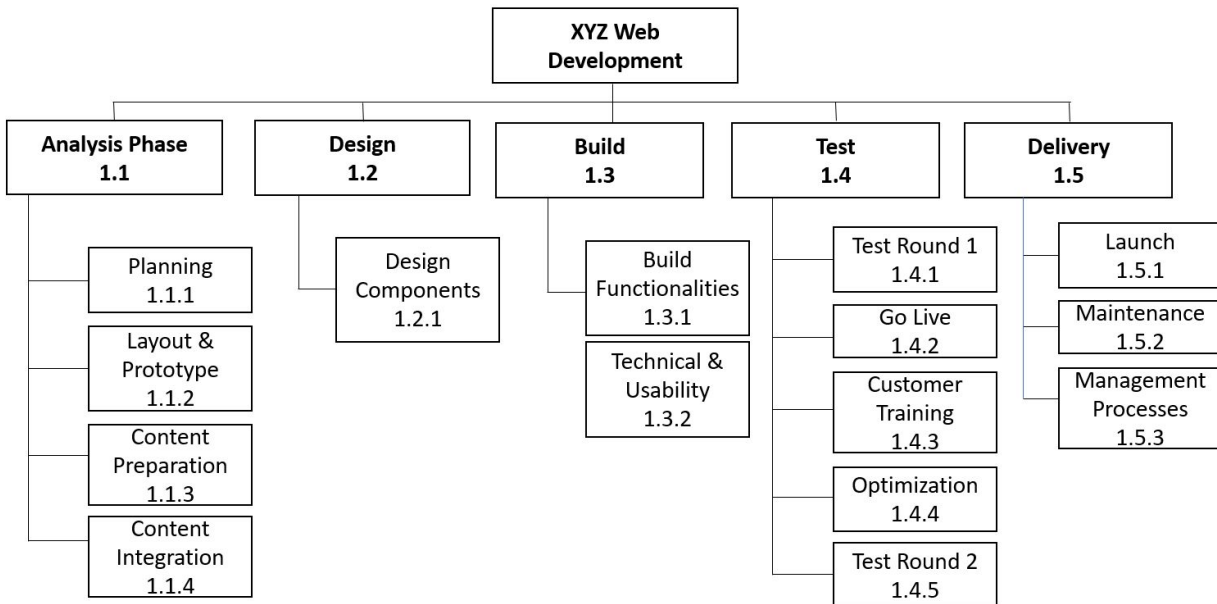 XYZ Web
Development
Analysis Phase
1.1
Design
1.2
Build
1.3
Test
1.4
Delivery
1.5
Planning
1.1.1
Layout &
Prototype
1.1.2
Content
Preparation
1.1.3
Content
Integration
1.1.4
Design
Components
1.2.1
Build
Functionalities
1.3.1
Technical &
Usability
1.3.2
Test Round 1
1.4.1
Go Live
1.4.2
Customer
Training
1.4.3
Optimization
1.4.4
Test Round 2
1.4.5
Launch
1.5.1
Maintenance
1.5.2
Management
Processes
1.5.3